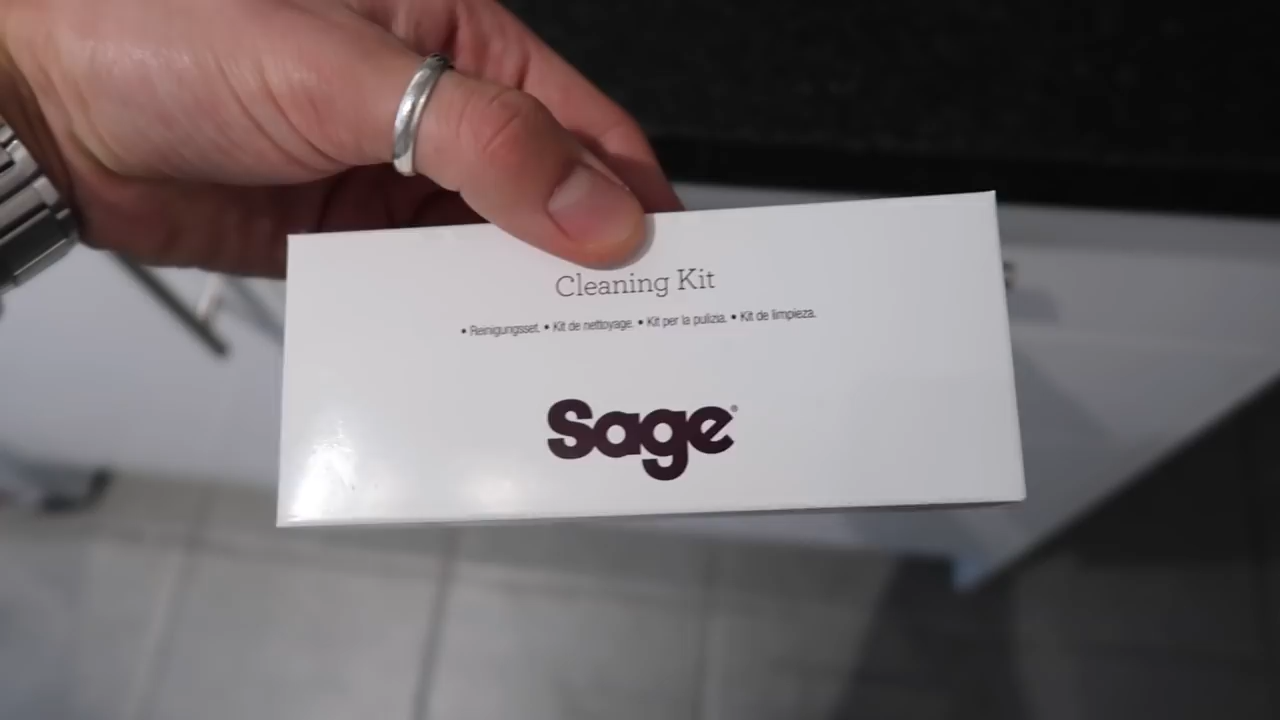 Cleaning Kit
• Reinigungsset. • Kit de nettoyage. • Kit per la pulizia. • Kit de limpieza.
Sage®